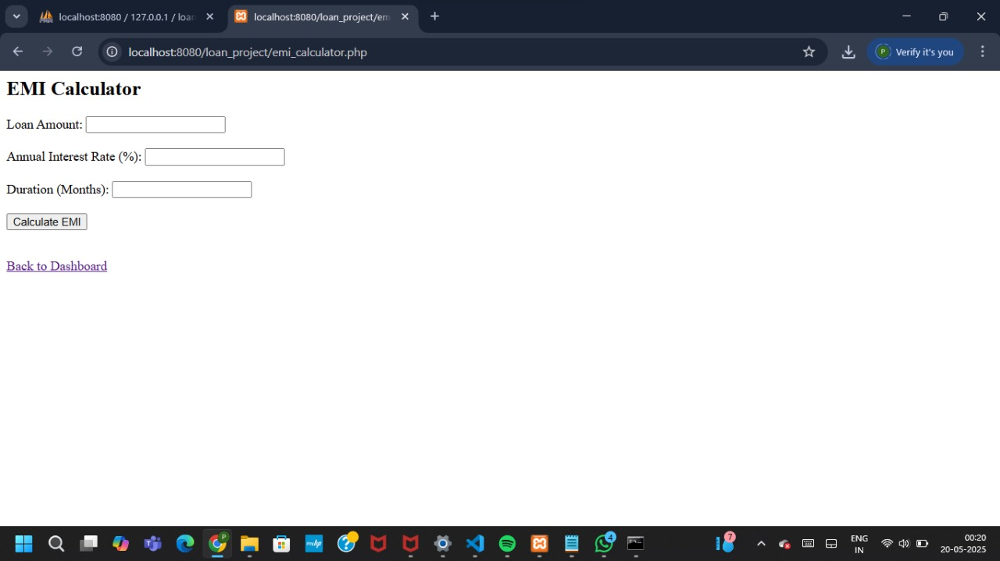 localhost:8080 / 127.0.0.1 / loan
localhost:8080/loan_project/em
localhost:8080/loan_project/emi_calculator.php
P
Verify it's you
EMI Calculator
Loan Amount:
Annual Interest Rate (%):
Duration (Months):
Calculate EMI
Back to Dashboard
P
myhp
4
7
ENG
IN
00:20
20-05-2025